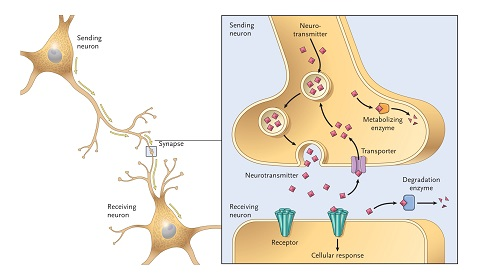 Sending
neuron
Synapse
Receiving
neuron
Sending
neuron
Neuro-
transmitter
Metabolizing
enzyme
Transporter
Neurotransmitter
Degradation
enzyme
Receiving
neuron
Receptor
Cellular response